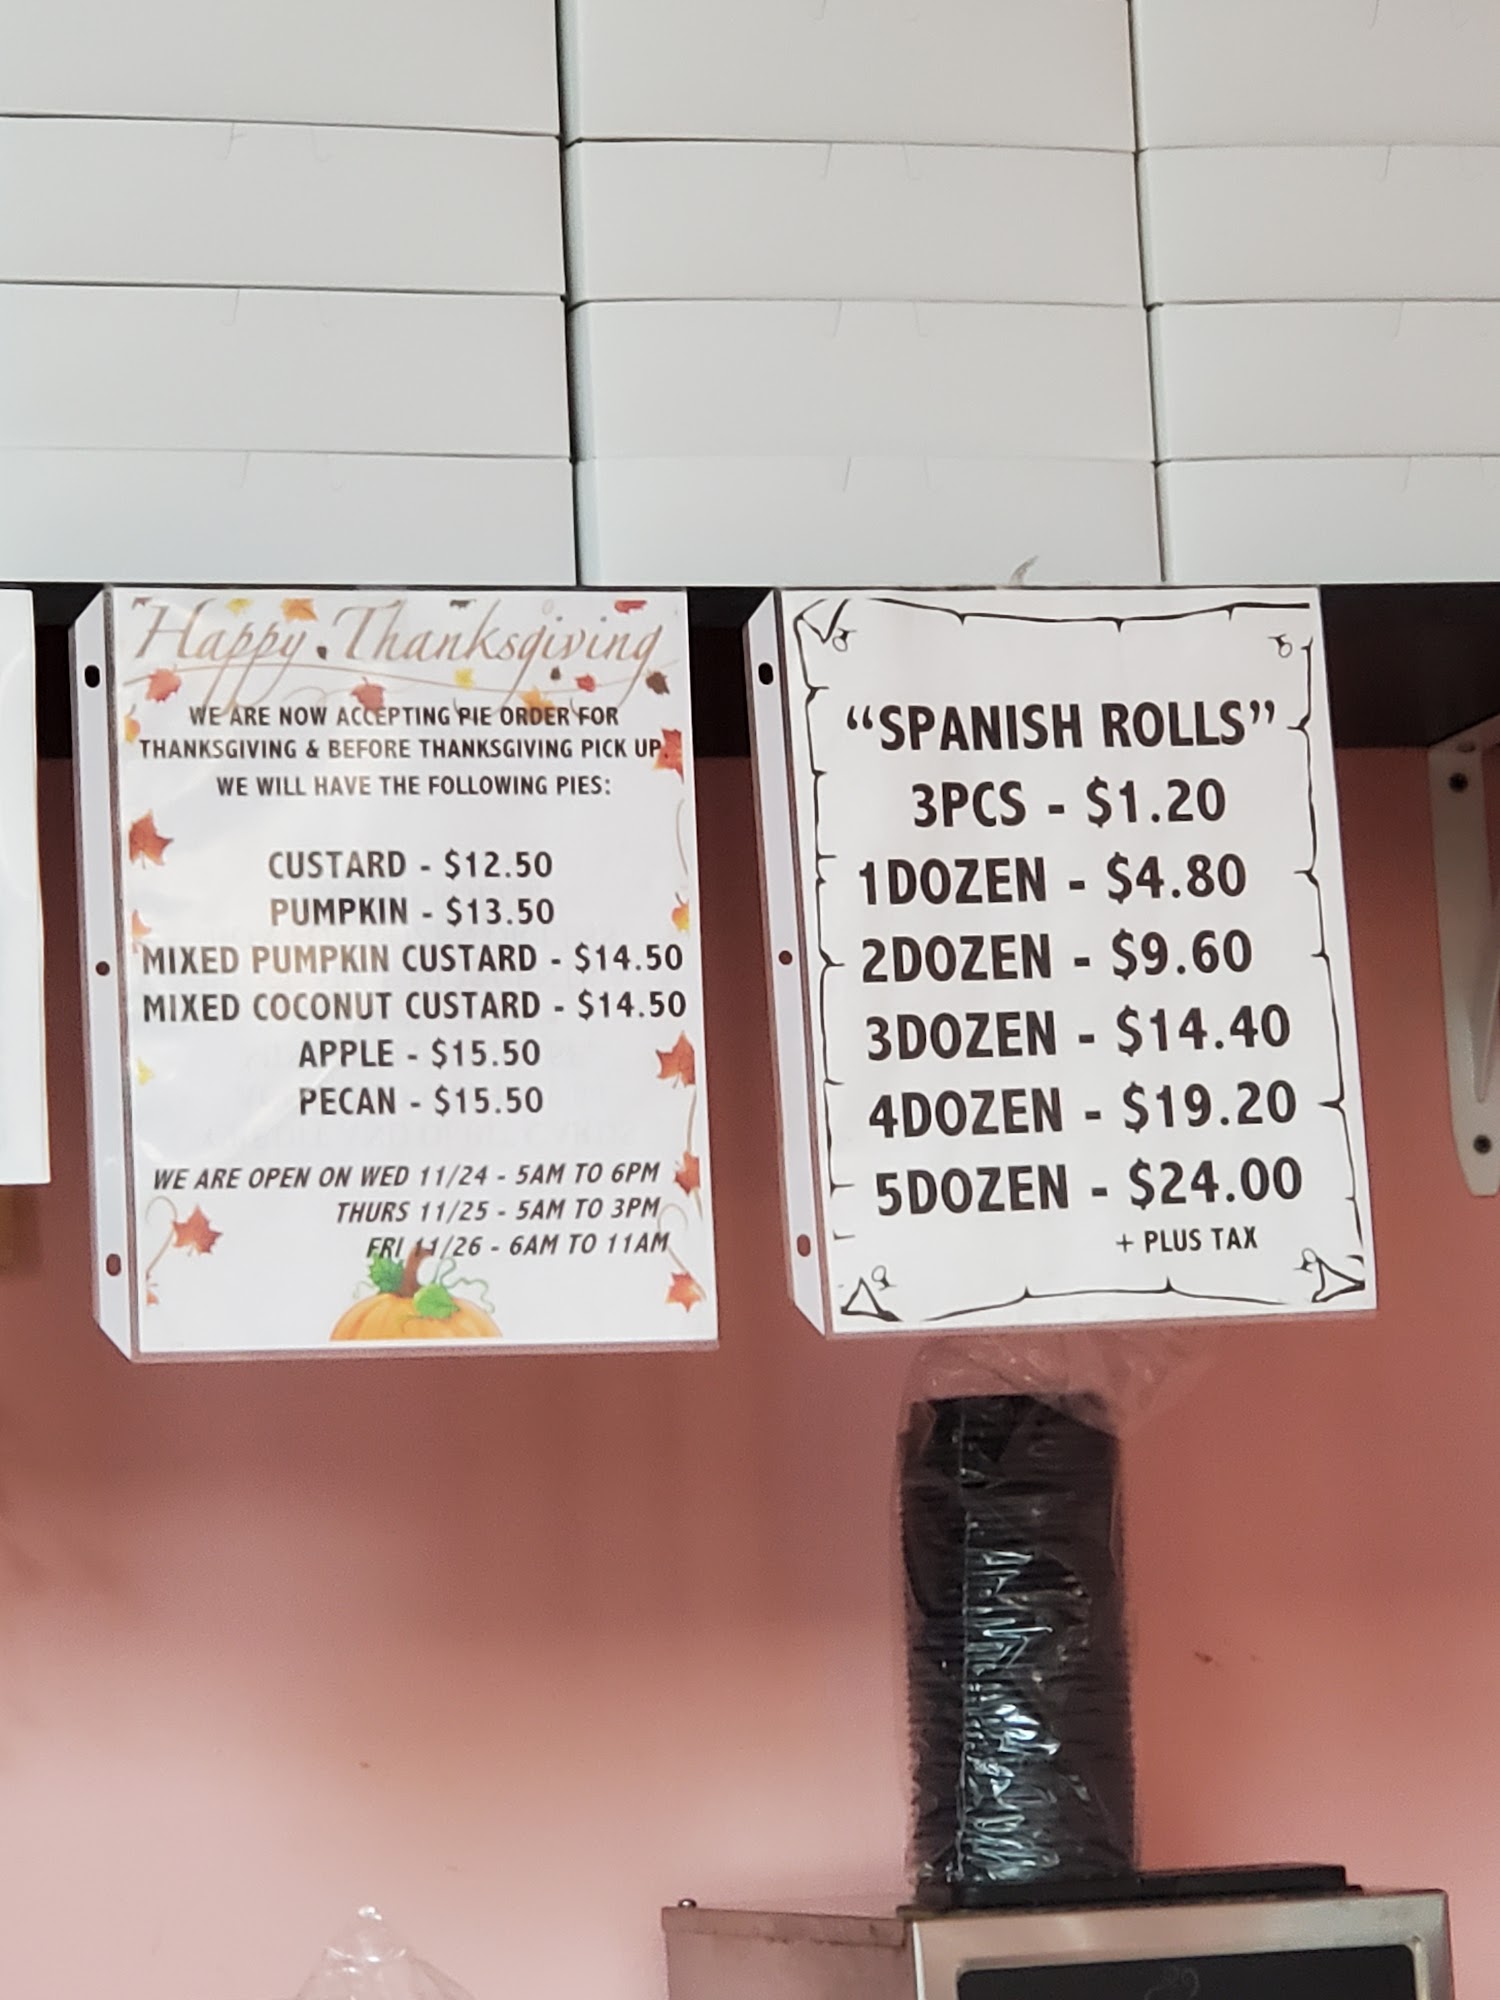 Happy Thanksgiving
WE ARE NOW ACCEPTING PIE ORDER FOR
THANKSGIVING & BEFORE THANKSGIVING PICK UP.
WE WILL HAVE THE FOLLOWING PIES:
CUSTARD - $12.50
PUMPKIN - $13.50
MIXED PUMPKIN CUSTARD - $14.50
MIXED COCONUT CUSTARD - $14.50
APPLE - $15.50
PECAN - $15.50
WE ARE OPEN ON WED 11/24 - 5AM TO 6PM
THURS 11/25 - 5AM TO 3PM
FRI 11/26 - 6AM TO 11AM
“SPANISH ROLLS”
3PCS - $1.20
1DOZEN - $4.80
2DOZEN - $9.60
3DOZEN - $14.40
4DOZEN - $19.20
5DOZEN - $24.00
+ PLUS TAX